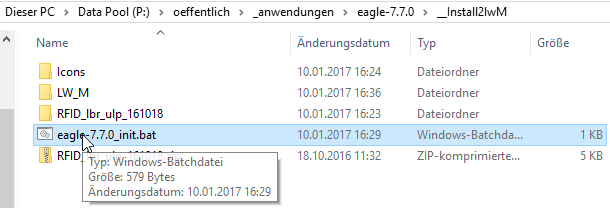 Dieser PC > Data Pool (P:) > oeffentlich > _anwendungen > eagle-7.7.0 > __Install2lwM
Name Änderungsdatum Typ Größe
Icons 10.01.2017 16:24 Dateiordner
LW_M 10.01.2017 16:24 Dateiordner
RFID_lbr_ulp_161018 10.01.2017 16:23 Dateiordner
eagle-7.7.0_init.bat 10.01.2017 16:29 Windows-Batchda... 1 KB
RFID_ 18.10.2016 11:32 ZIP-komprimierte... 5 KB
Typ: Windows-Batchdatei
Größe: 579 Bytes
Änderungsdatum: 10.01.2017 16:29